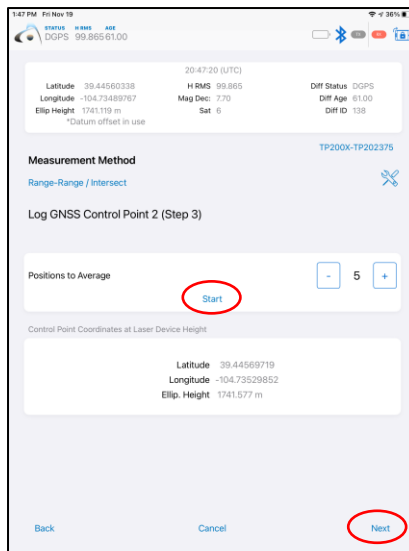 1:47 PM Fri Nov 19
36%
STATUS H RMS AGE
DGPS 99.865 61.00
20:47:20 (UTC)
Latitude 39.44560338 H RMS 99.865 Diff Status DGPS
Longitude -104.73489767 Mag Dec: 7.70 Diff Age 61.00
Ellip Height 1741.119 m Sat 6 Diff ID 138
*Datum offset in use
TP200X-TP202375
Measurement Method
Range-Range / Intersect
Log GNSS Control Point 2 (Step 3)
Positions to Average - 5 +
Start
Control Point Coordinates at Laser Device Height
Latitude 39.44569719
Longitude -104.73529852
Ellip. Height 1741.577 m
Back Cancel Next